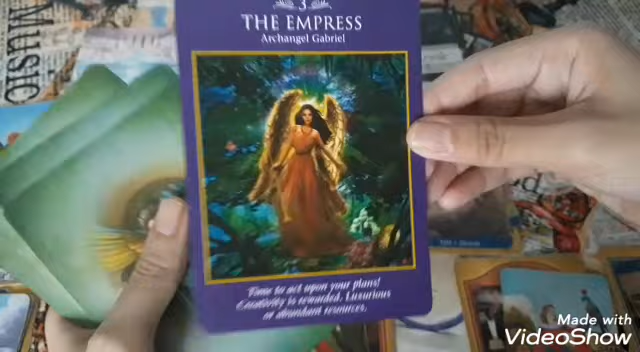 3
THE EMPRESS
Archangel Gabriel
MUSIC
Time to act upon your plans!
Creativity is rewarded. Luxurious
or abundant resources.
Made with
VideoShow